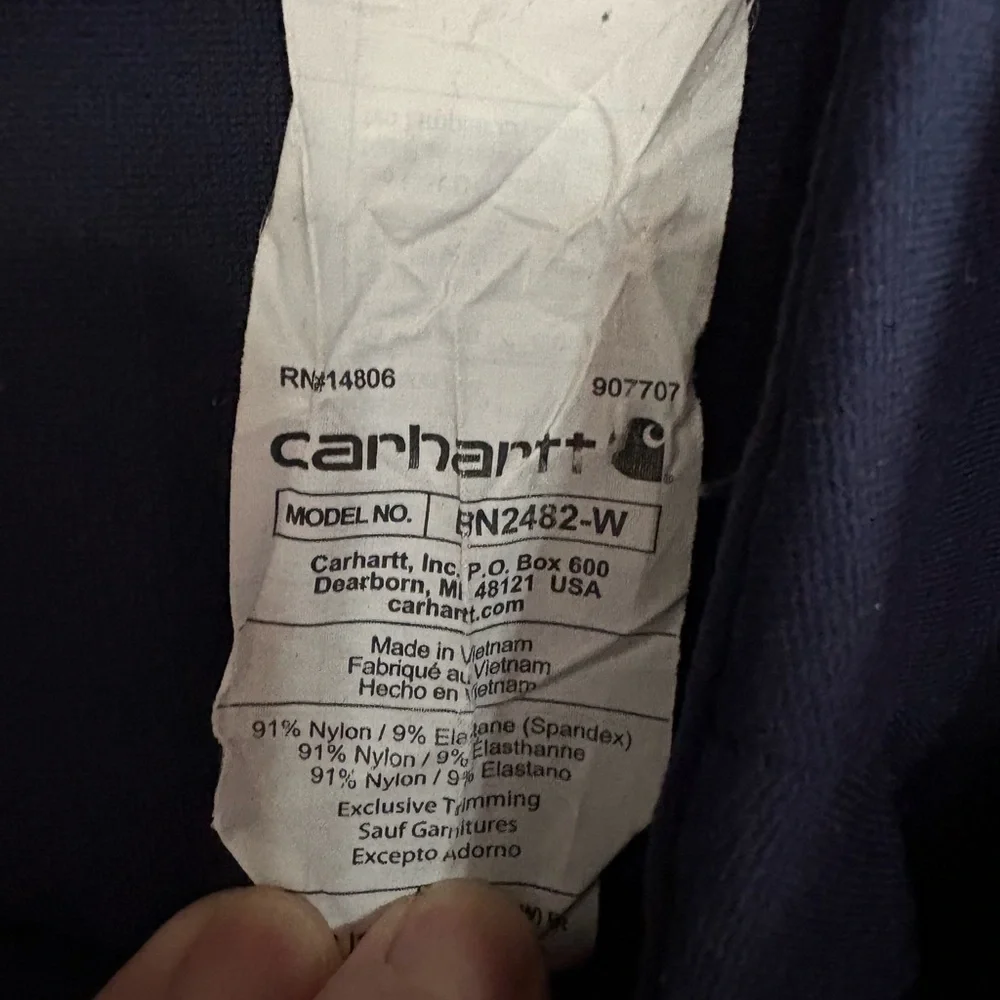 RN#14806 907707
carhartt
MODEL NO. BN2482-W
Carhartt, Inc. P.O. Box 600
Dearborn, MI 48121 USA
carhartt.com
Made in Vietnam
Fabriqué au Vietnam
Hecho en Vietnam
91% Nylon / 9% Elastane (Spandex)
91% Nylon / 9% Élasthanne
91% Nylon / 9% Elastano
Exclusive Trimming
Sauf Garnitures
Excepto Adorno